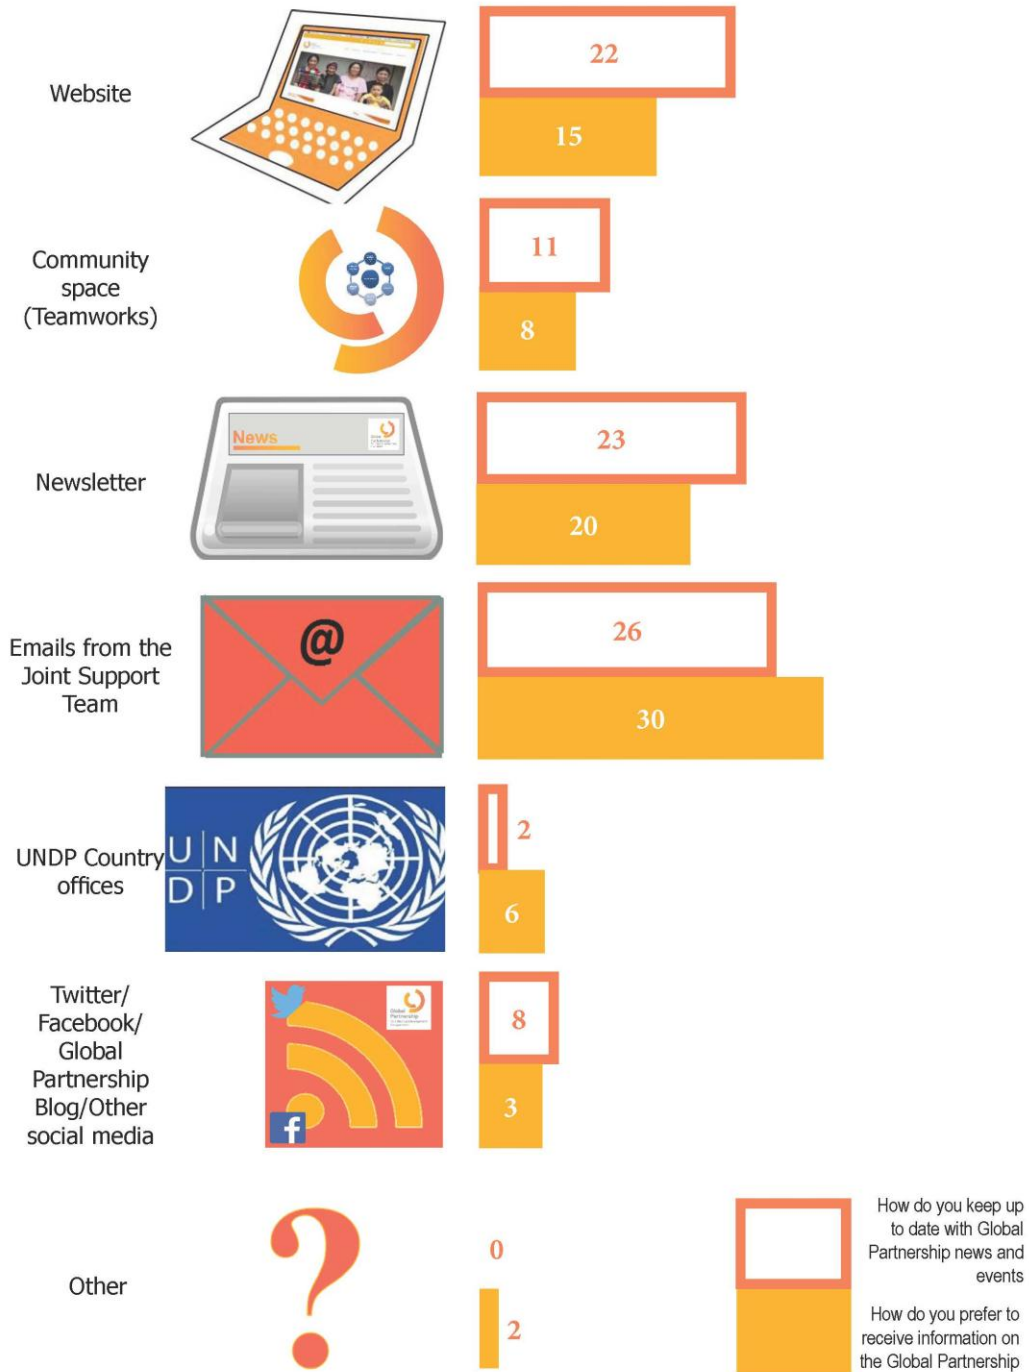 Website
22
15
Community
space
(Teamworks)
11
8
News
Newsletter
23
20
@
Emails from the
Joint Support
Team
26
30
UNDP Country
offices
U N
D P
2
6
Twitter/
Facebook/
Global
Partnership
Blog/Other
social media
Global
Partnership
f
8
3
Other
?
0
2
How do you keep up
to date with Global
Partnership news and
events
How do you prefer to
receive information on
the Global Partnership